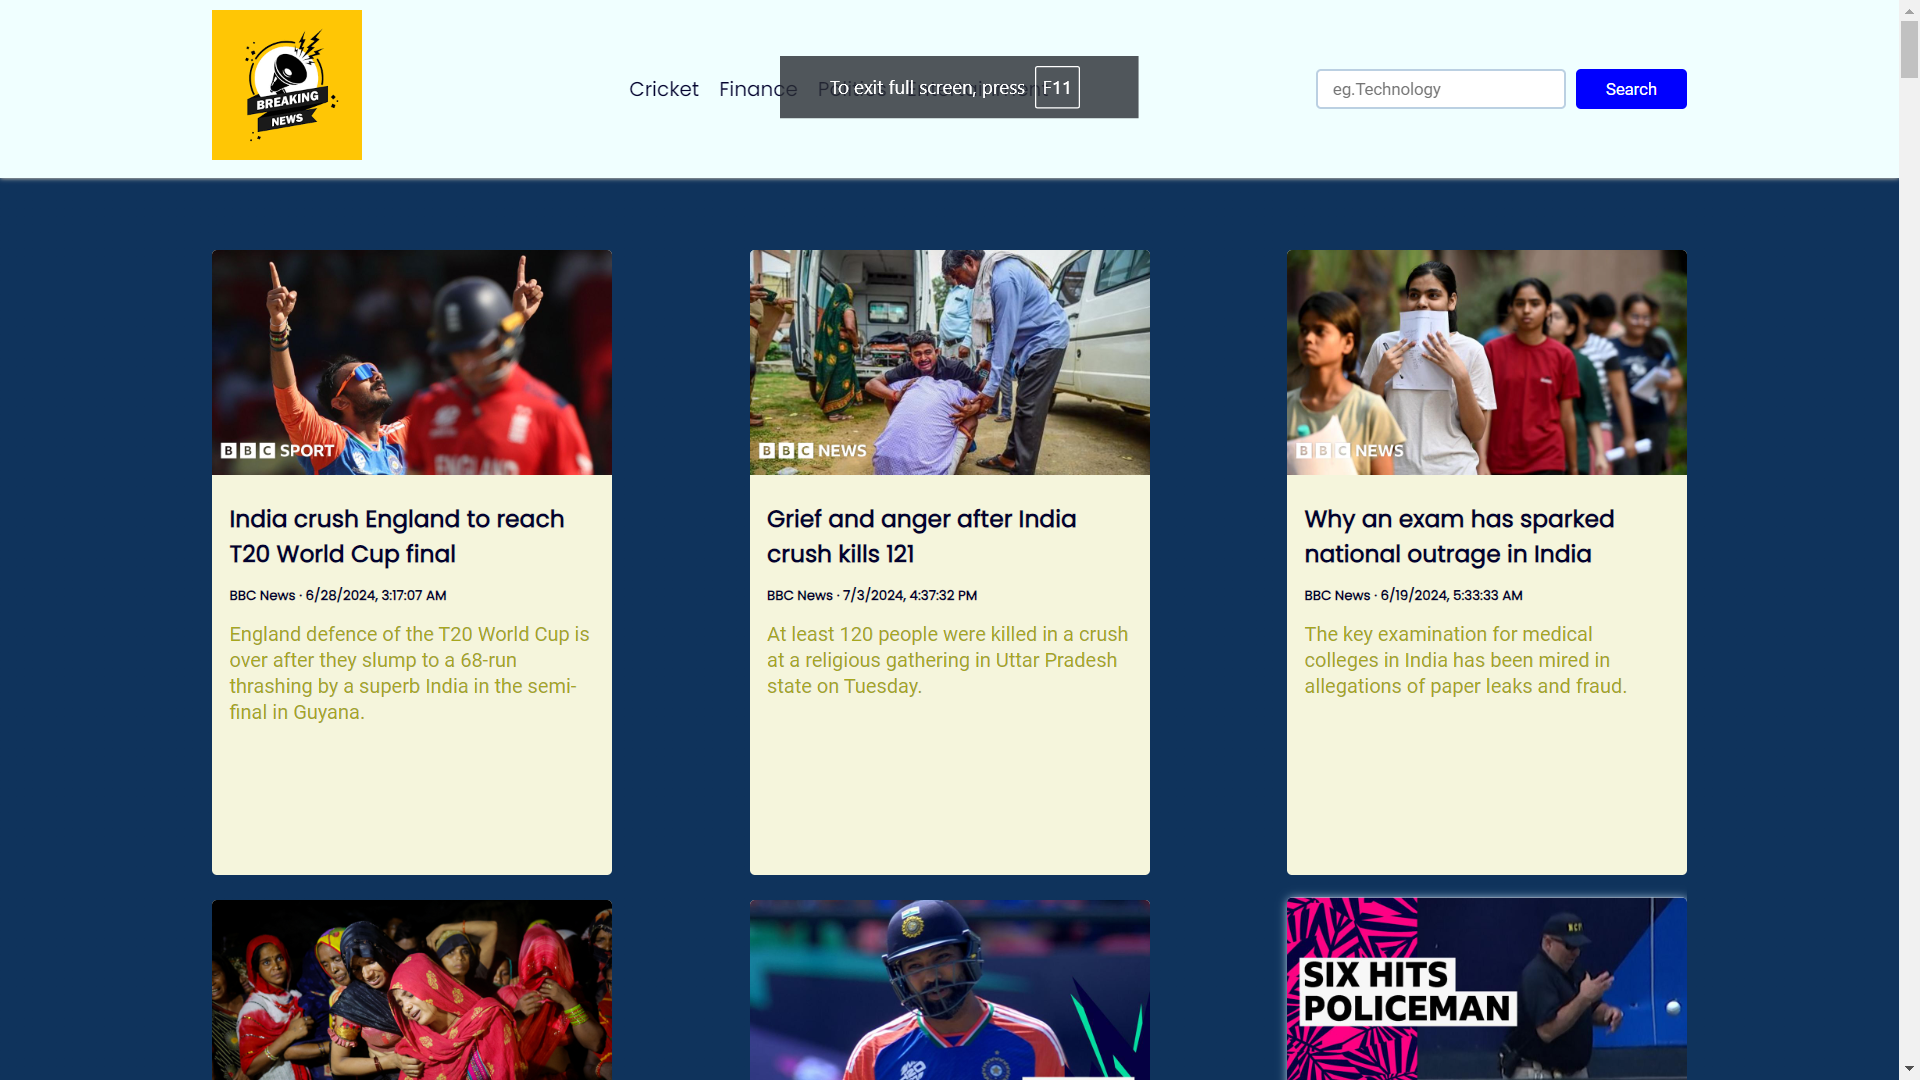 BREAKING
NEWS
Cricket
Finance
To exit full screen, press F11
eg.Technology
Search
BBC SPORT
BBC NEWS
BBC NEWS
India crush England to reach
T20 World Cup final
BBC News · 6/28/2024, 3:17:07 AM
England defence of the T20 World Cup is
over after they slump to a 68-run
thrashing by a superb India in the semi-
final in Guyana.
Grief and anger after India
crush kills 121
BBC News · 7/3/2024, 4:37:32 PM
At least 120 people were killed in a crush
at a religious gathering in Uttar Pradesh
state on Tuesday.
Why an exam has sparked
national outrage in India
BBC News · 6/19/2024, 5:33:33 AM
The key examination for medical
colleges in India has been mired in
allegations of paper leaks and fraud.
SIX HITS
POLICEMAN